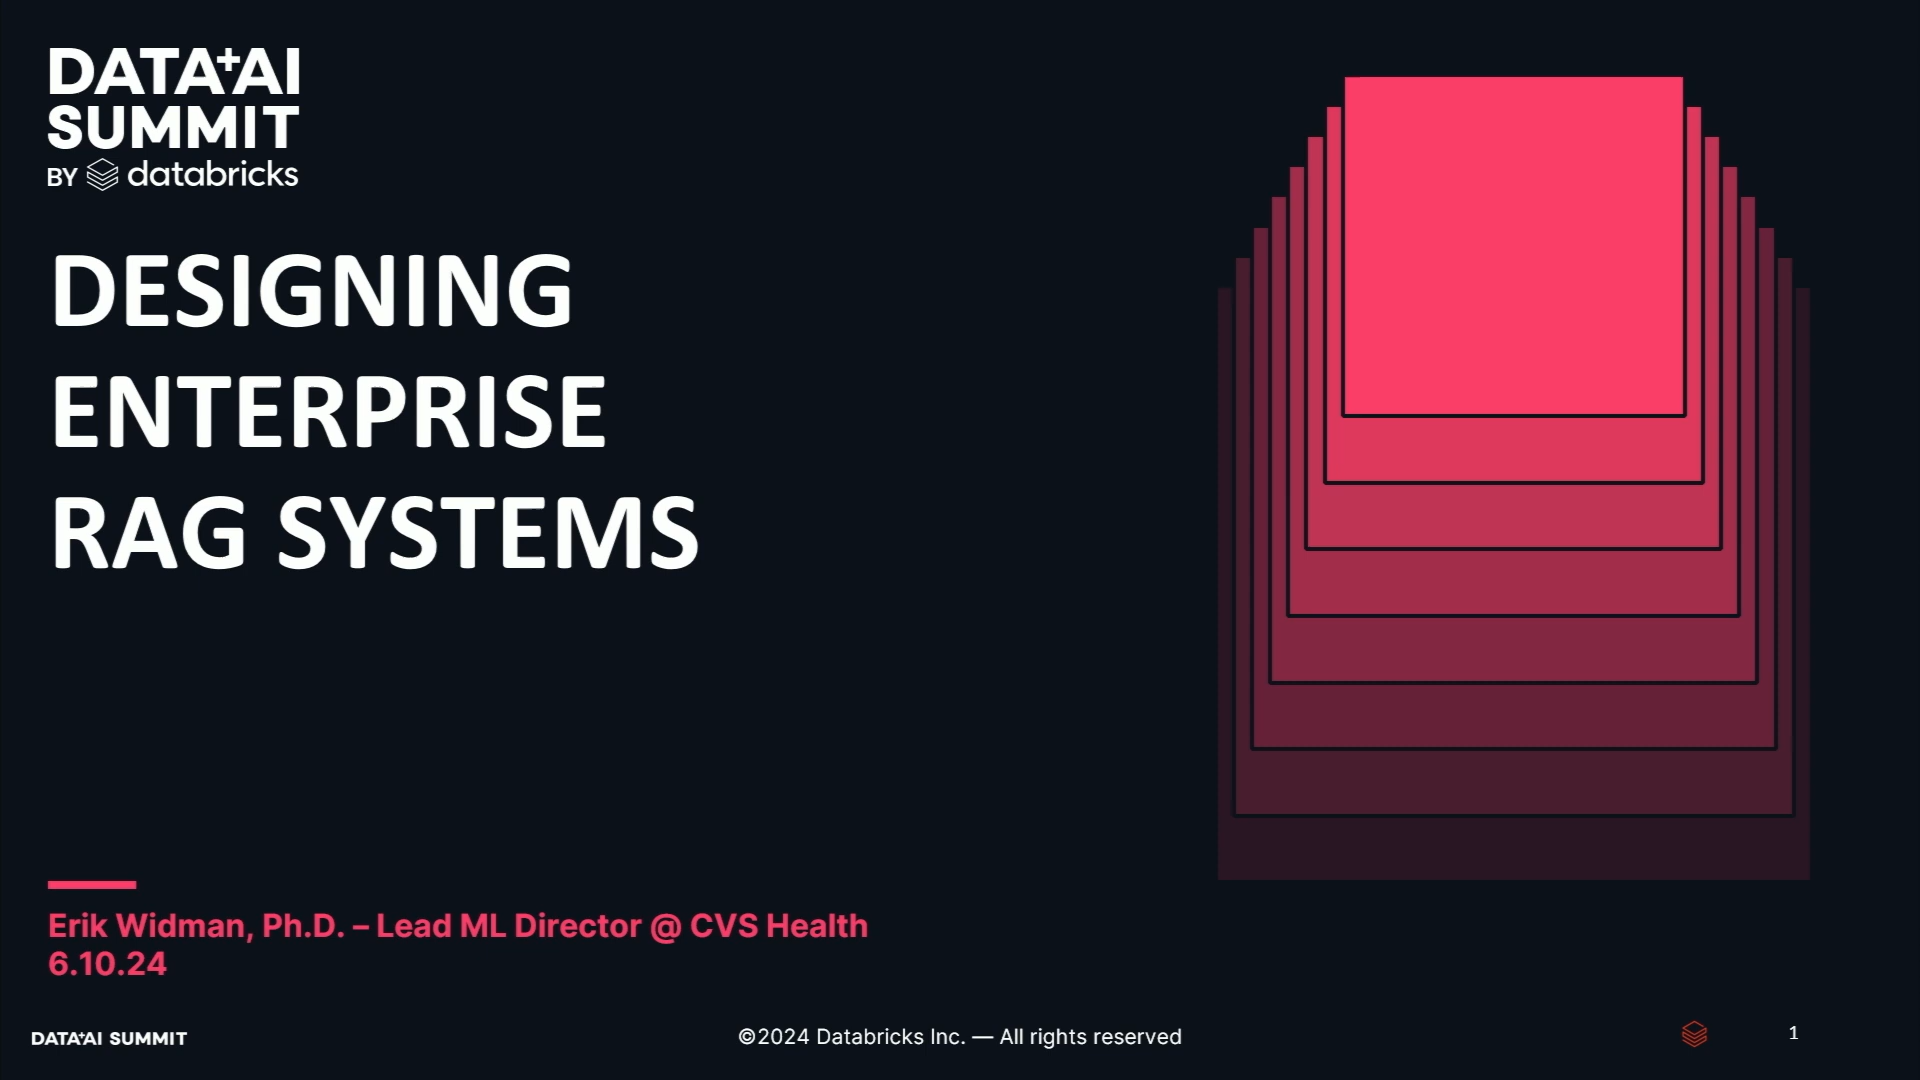 DATA+AI
SUMMIT
BY databricks
DESIGNING
ENTERPRISE
RAG SYSTEMS
Erik Widman, Ph.D. – Lead ML Director @ CVS Health
6.10.24
DATA+AI SUMMIT
©2024 Databricks Inc. — All rights reserved
1